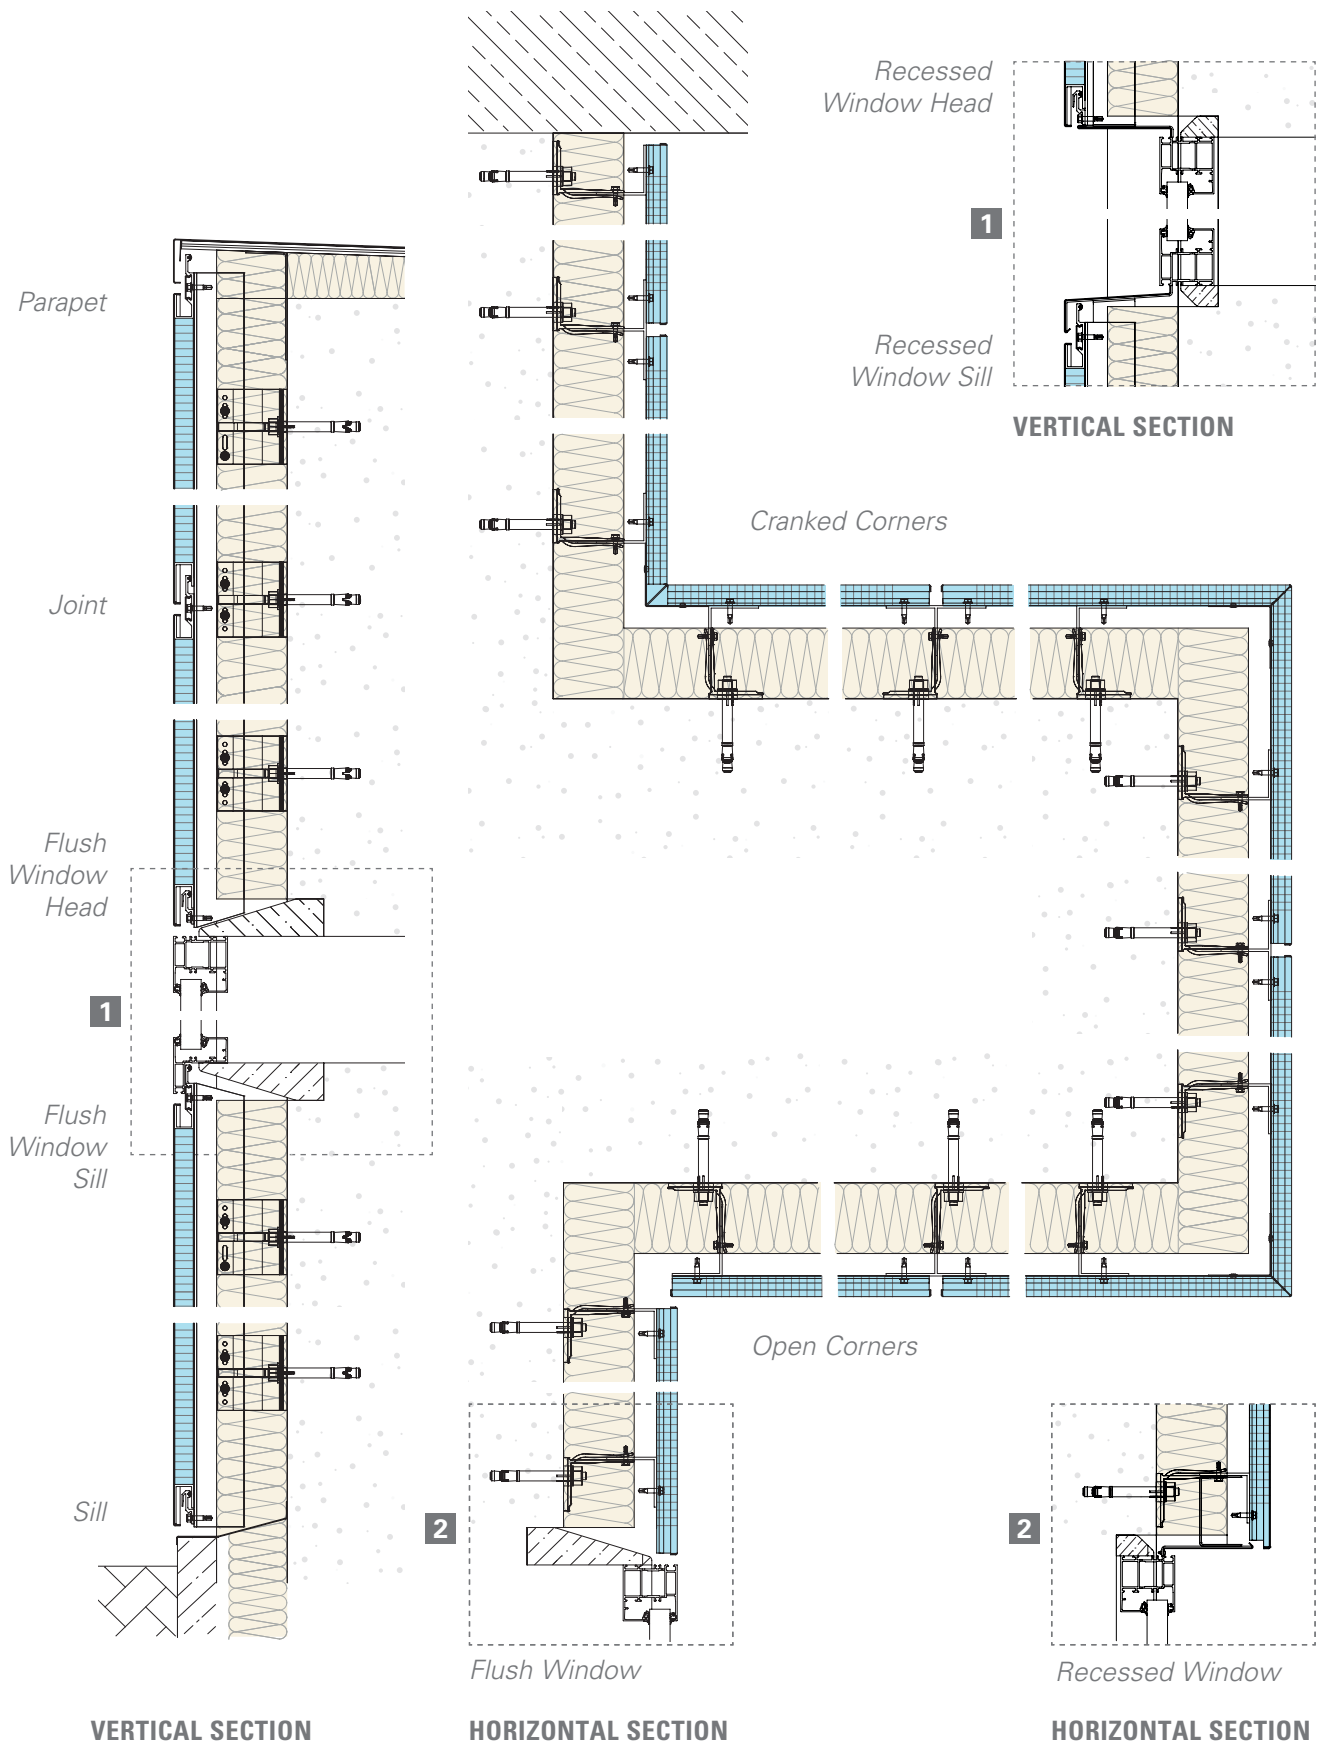 Recessed
Window Head
1
Recessed
Window Sill
VERTICAL SECTION
Parapet
Joint
Flush
Window
Head
1
Flush
Window
Sill
Sill
Cranked Corners
Open Corners
2
Flush Window
2
Recessed Window
VERTICAL SECTION
HORIZONTAL SECTION
HORIZONTAL SECTION